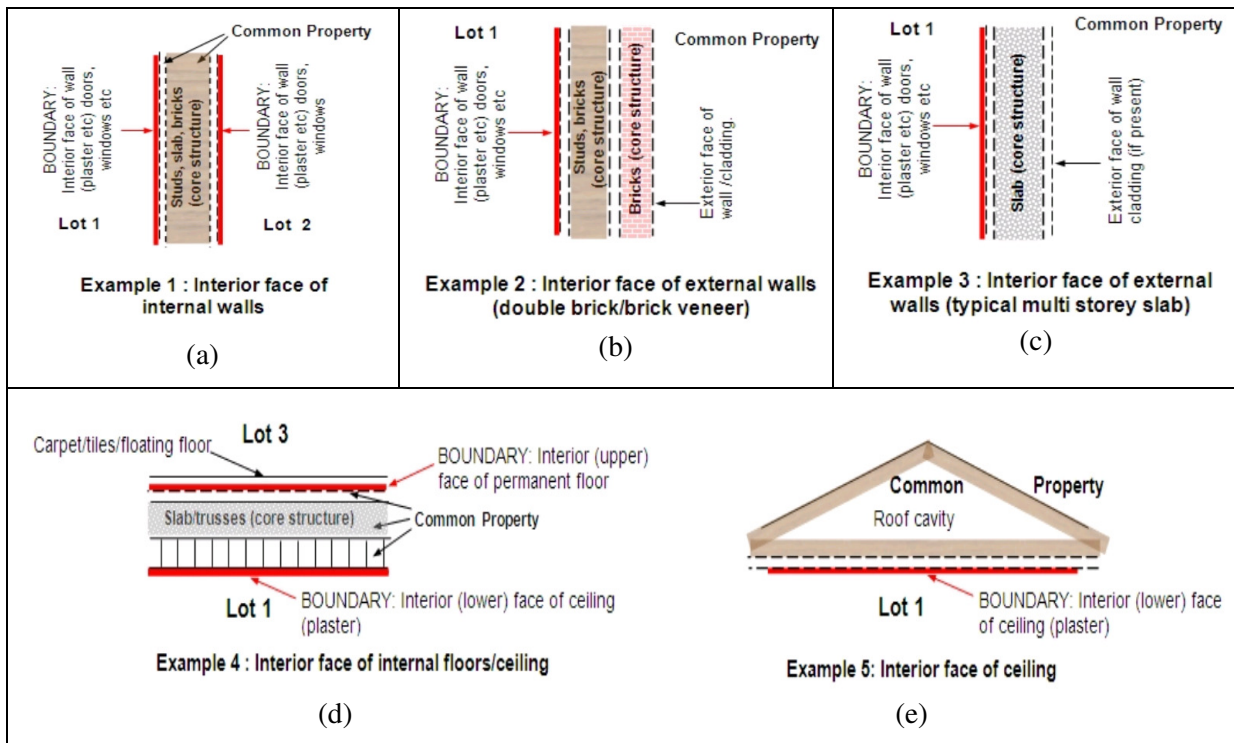 Common Property
BOUNDARY:
Interior face of wall
(plaster etc) doors,
windows etc
Studs, slab, bricks
(core structure)
BOUNDARY:
Interior face of wall
(plaster etc) doors,
windows
Lot 1
Lot 2
Example 1 : Interior face of
internal walls
(a)
Lot 1
Common Property
BOUNDARY:
Interior face of wall
(plaster etc) doors,
windows etc
Studs, bricks
(core structure)
Bricks (core structure)
Exterior face of
wall /cladding.
Example 2 : Interior face of external walls
(double brick/brick veneer)
(b)
Lot 1
Common Property
BOUNDARY:
Interior face of wall
(plaster etc) doors,
windows etc
Slab (core structure)
Exterior face of wall
cladding (if present)
Example 3 : Interior face of external
walls (typical multi storey slab)
(c)
Carpet/tiles/floating floor
Lot 3
BOUNDARY: Interior (upper)
face of permanent floor
Slab/trusses (core structure)
Common Property
Lot 1
BOUNDARY: Interior (lower) face of ceiling
(plaster)
Example 4 : Interior face of internal floors/ceiling
(d)
Common Property
Roof cavity
Lot 1
BOUNDARY: Interior (lower) face
of ceiling (plaster)
Example 5: Interior face of ceiling
(e)